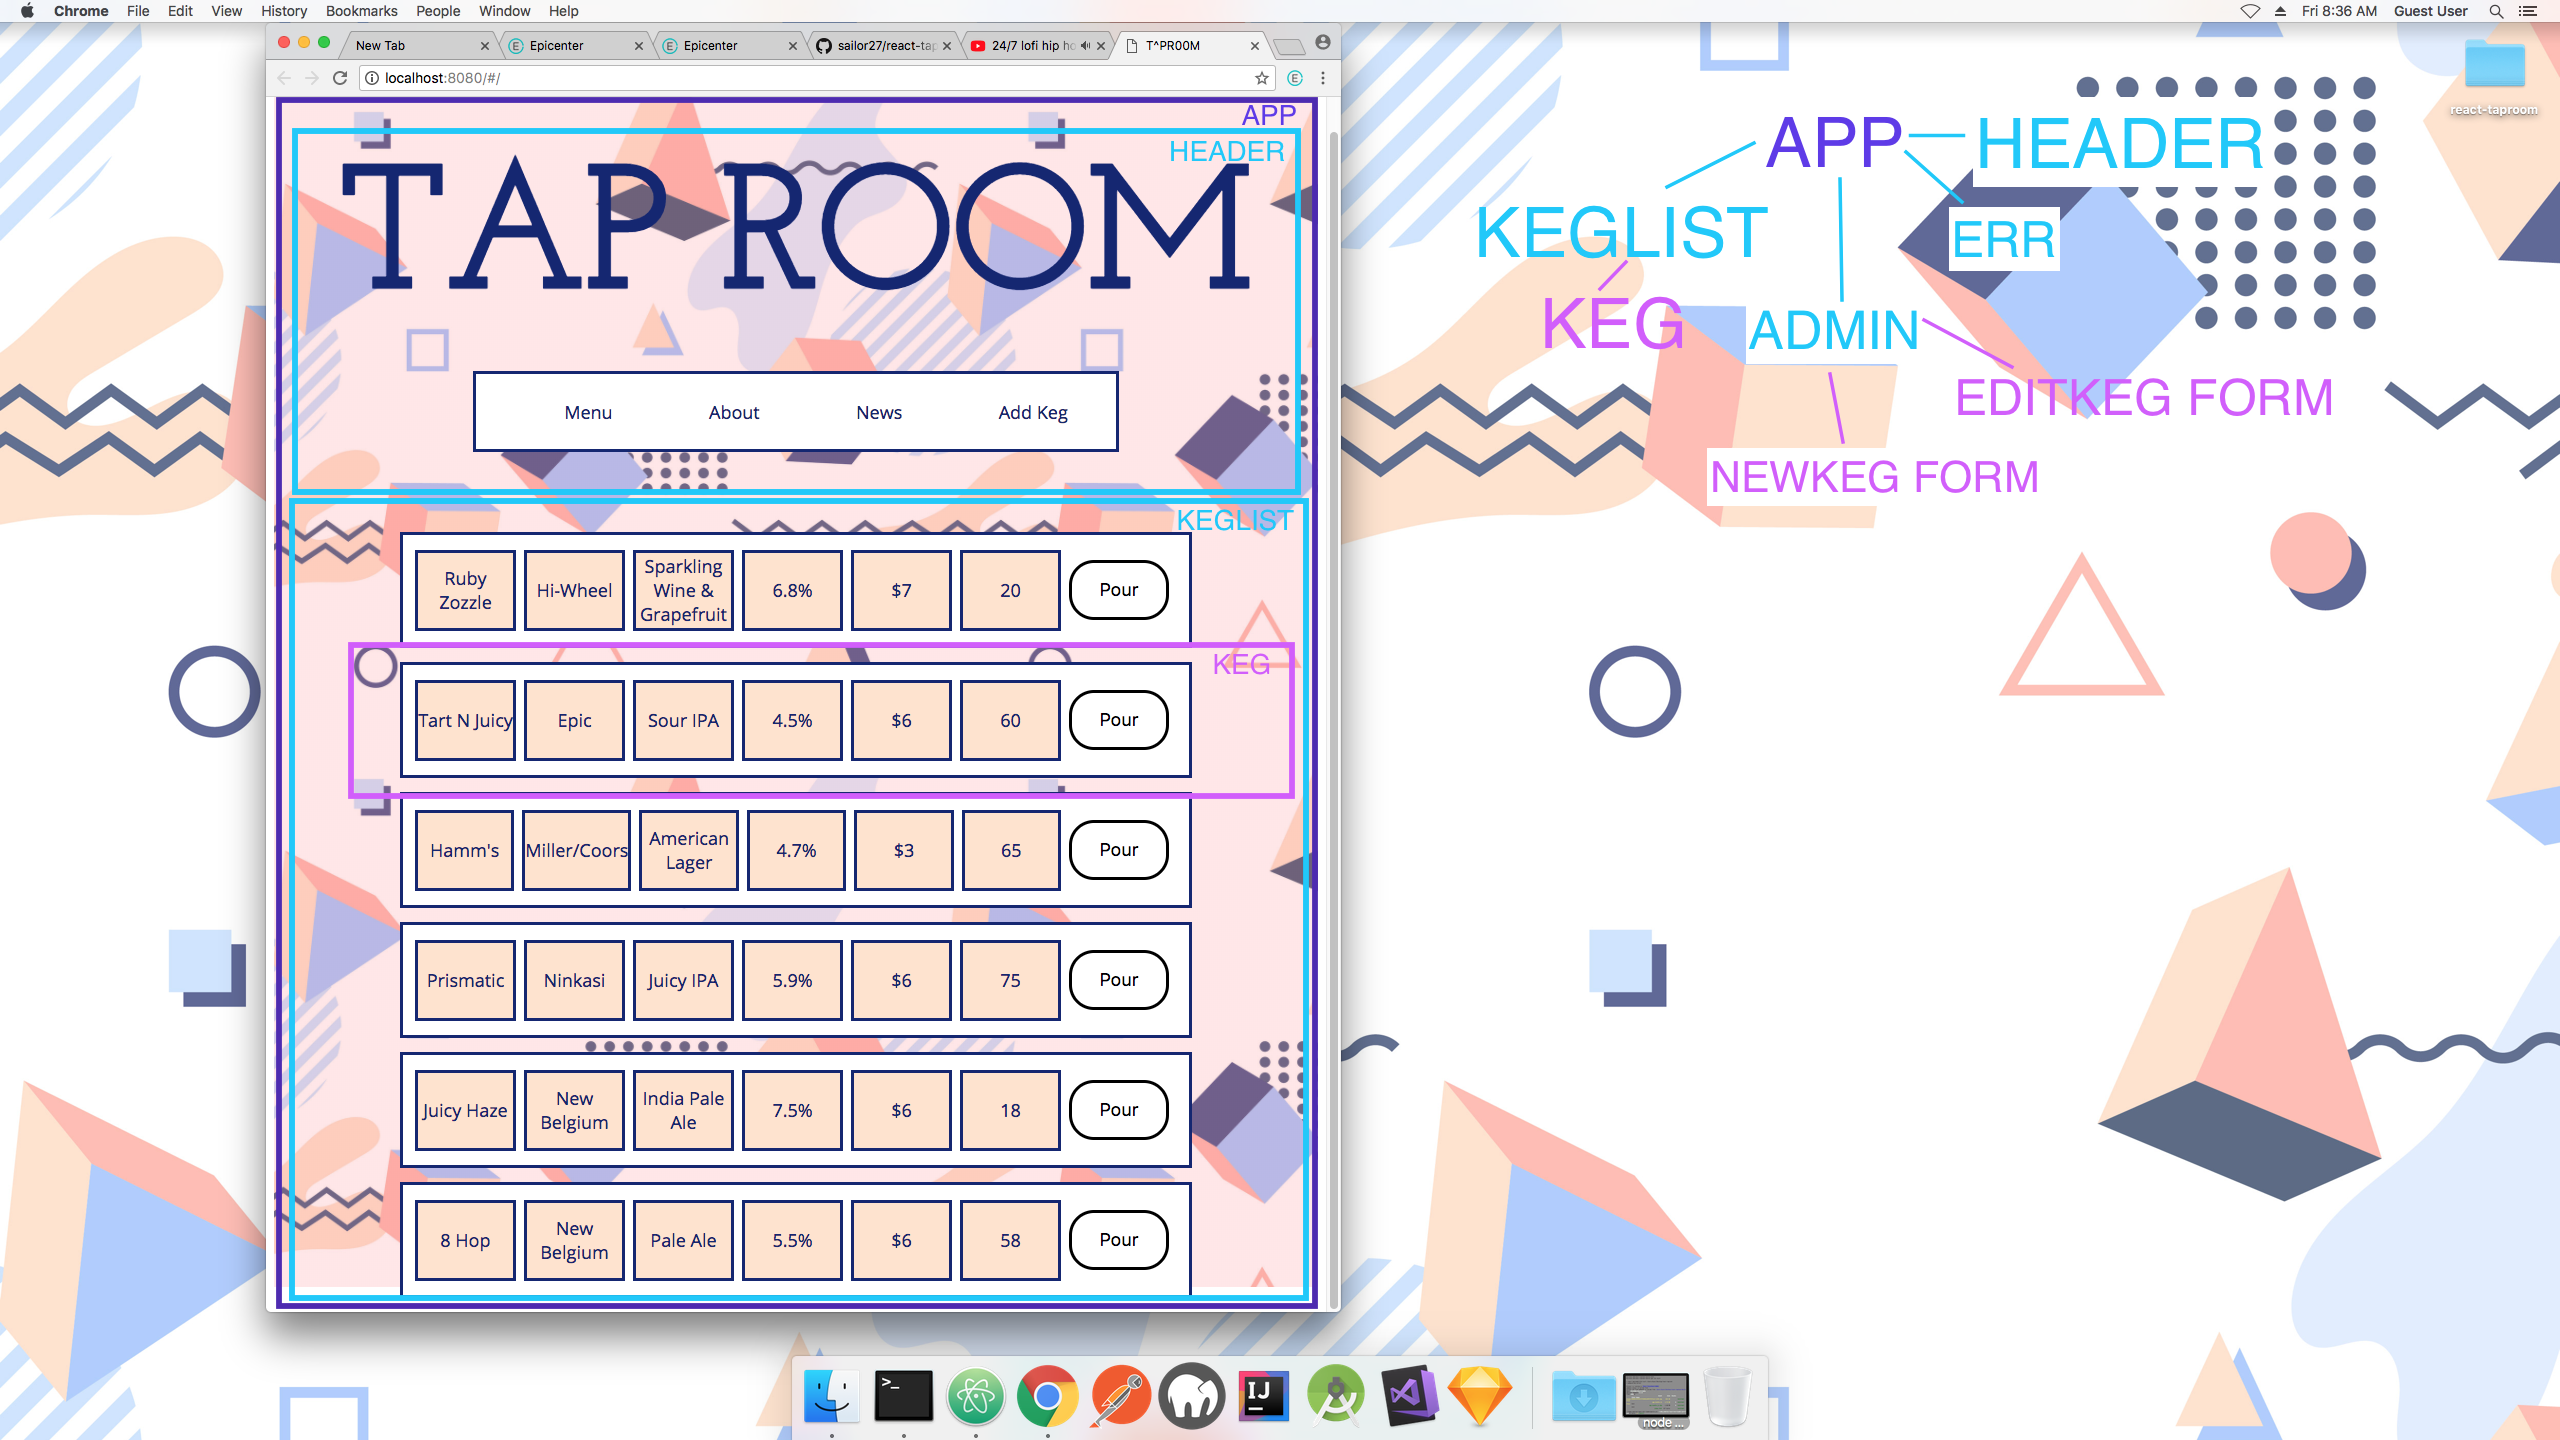 Chrome File Edit View History Bookmarks People Window Help
Fri 8:36 AM Guest User
New Tab
Epicenter
Epicenter
sailor27/react-tap
24/7 lofi hip ho
T^PR00M
localhost:8080/#/
react-taproom
APP
HEADER
TAP ROOM
Menu About News Add Keg
KEGLIST
Ruby
Zozzle
Hi-Wheel
Sparkling
Wine &
Grapefruit
6.8%
$7
20
Pour
KEG
Tart N Juicy
Epic
Sour IPA
4.5%
$6
60
Pour
Hamm's
Miller/Coors
American
Lager
4.7%
$3
65
Pour
Prismatic
Ninkasi
Juicy IPA
5.9%
$6
75
Pour
Juicy Haze
New
Belgium
India Pale
Ale
7.5%
$6
18
Pour
8 Hop
New
Belgium
Pale Ale
5.5%
$6
58
Pour
APP
HEADER
KEGLIST
ERR
KEG
ADMIN
EDITKEG FORM
NEWKEG FORM
>_
IJ
node ...